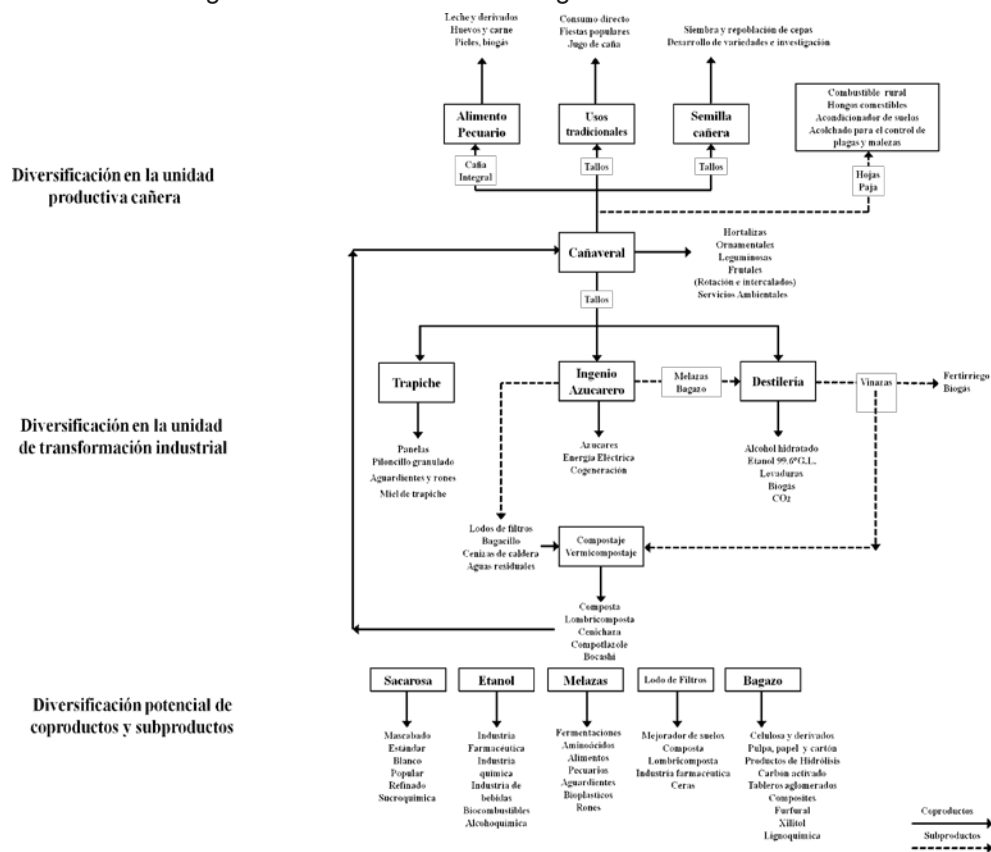 Leche y derivados
Huevos y carne
Pieles, biogás
Consumo directo
Fiestas populares
Jugo de caña
Siembra y repoblación de cepas
Desarrollo de variedades e investigación
Combustible rural
Hongos comestibles
Acondicionador de suelos
Acolchado para el control de
plagas y malezas
Alimento
Pecuario
Usos
tradicionales
Semilla
cañera
Diversificación en la unidad
productiva cañera
Caña
Integral
Tallos
Tallos
Hojas
Paja
Cañaveral
Hortalizas
Ornamentales
Leguminosas
Frutales
(Rotación e intercalados)
Servicios Ambientales
Tallos
Diversificación en la unidad
de transformación industrial
Trapiche
Ingenio
Azucarero
Melazas
Bagazo
Destilería
Vinazas
Fertirriego
Biogás
Panelas
Piloncillo granulado
Aguardientes y rones
Miel de trapiche
Azucares
Energía Eléctrica
Cogeneración
Alcohol hidratado
Etanol 99.6°G.L.
Levaduras
Biogás
CO₂
Lodos de filtros
Bagacillo
Cenizas de caldera
Aguas residuales
Compostaje
Vermicompostaje
Composta
Lombricomposta
Cenichaza
Compotlazole
Bocashi
Diversificación potencial de
coproductos y subproductos
Sacarosa
Etanol
Melazas
Lodo de Filtros
Bagazo
Mascabado
Estándar
Blanco
Popular
Refinado
Sucroquimica
Industria
Farmacéutica
Industria
química
Industria de
bebidas
Biocombustibles
Alcohoquimica
Fermentaciones
Aminoácidos
Alimentos
Pecuarios
Aguardientes
Bioplasticos
Rones
Mejorador de suelos
Composta
Lombricomposta
Industria farmaceutica
Ceras
Celulosa y derivados
Pulpa, papel y cartón
Productos de Hidrólisis
Carbon activado
Tableros aglomerados
Composites
Furfural
Xilitol
Lignoquimica
Coproductos
Subproductos